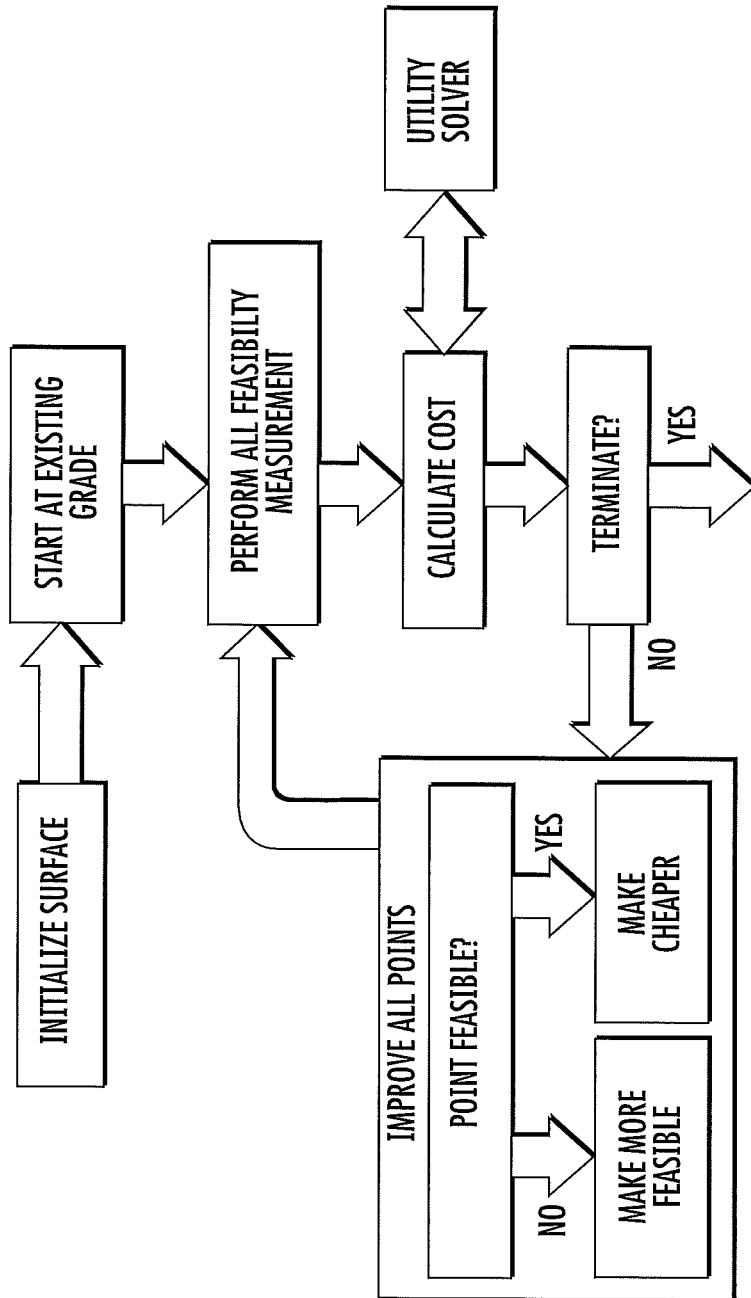 INITIALIZE SURFACE
START AT EXISTING
GRADE
PERFORM ALL FEASIBILTY
MEASUREMENT
CALCULATE COST
UTILITY
SOLVER
TERMINATE?
YES
NO
IMPROVE ALL POINTS
POINT FEASIBLE?
NO
YES
MAKE MORE
FEASIBLE
MAKE
CHEAPER